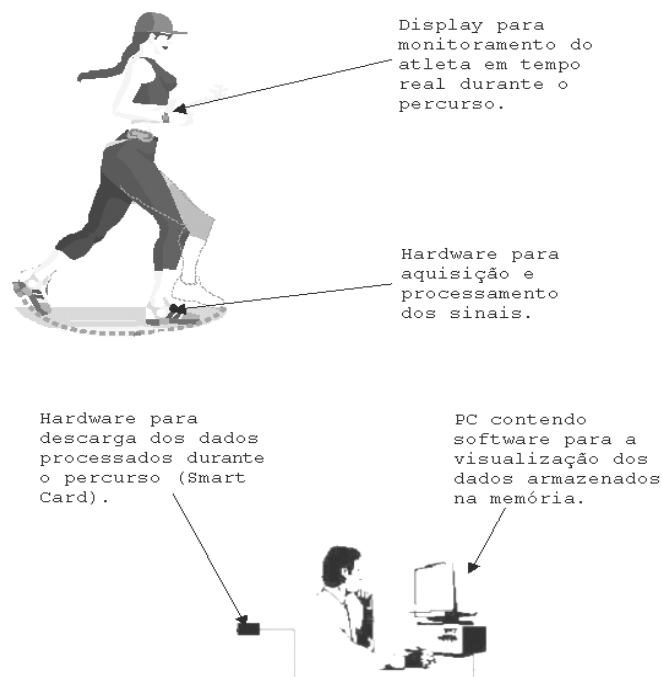 Display para
monitoramento do
atleta em tempo
real durante o
percurso.
Hardware para
aquisição e
processamento
dos sinais.
Hardware para
descarga dos dados
processados durante
o percurso (Smart
Card).
PC contendo
software para a
visualização dos
dados armazenados
na memória.